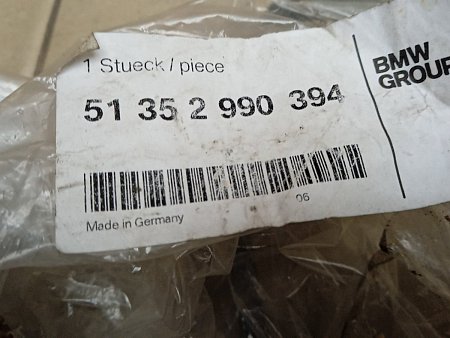 1 Stueck / piece
51 35 2 990 394
Made in Germany
06
BMW
GROUP